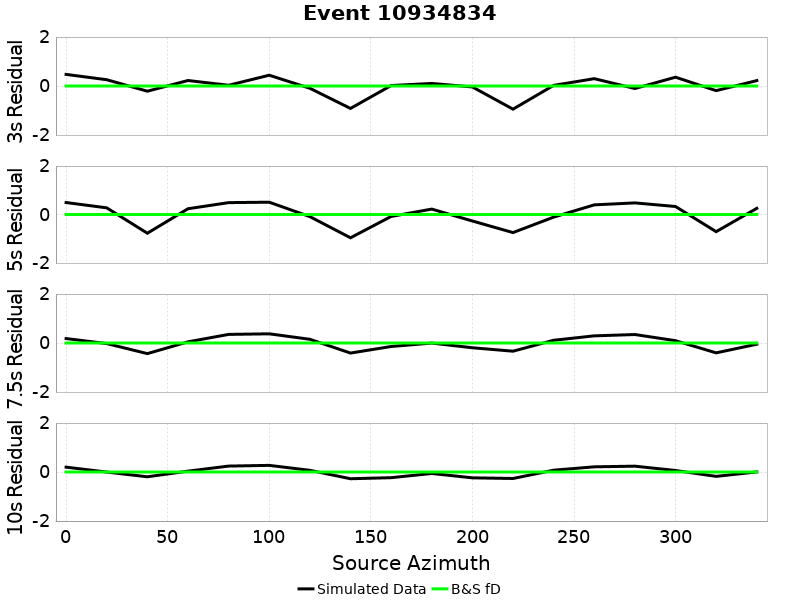 Event 10934834
3s Residual
2
0
-2
5s Residual
2
0
-2
7.5s Residual
2
0
-2
10s Residual
2
0
-2
0 50 100 150 200 250 300
Source Azimuth
Simulated Data B&S fD